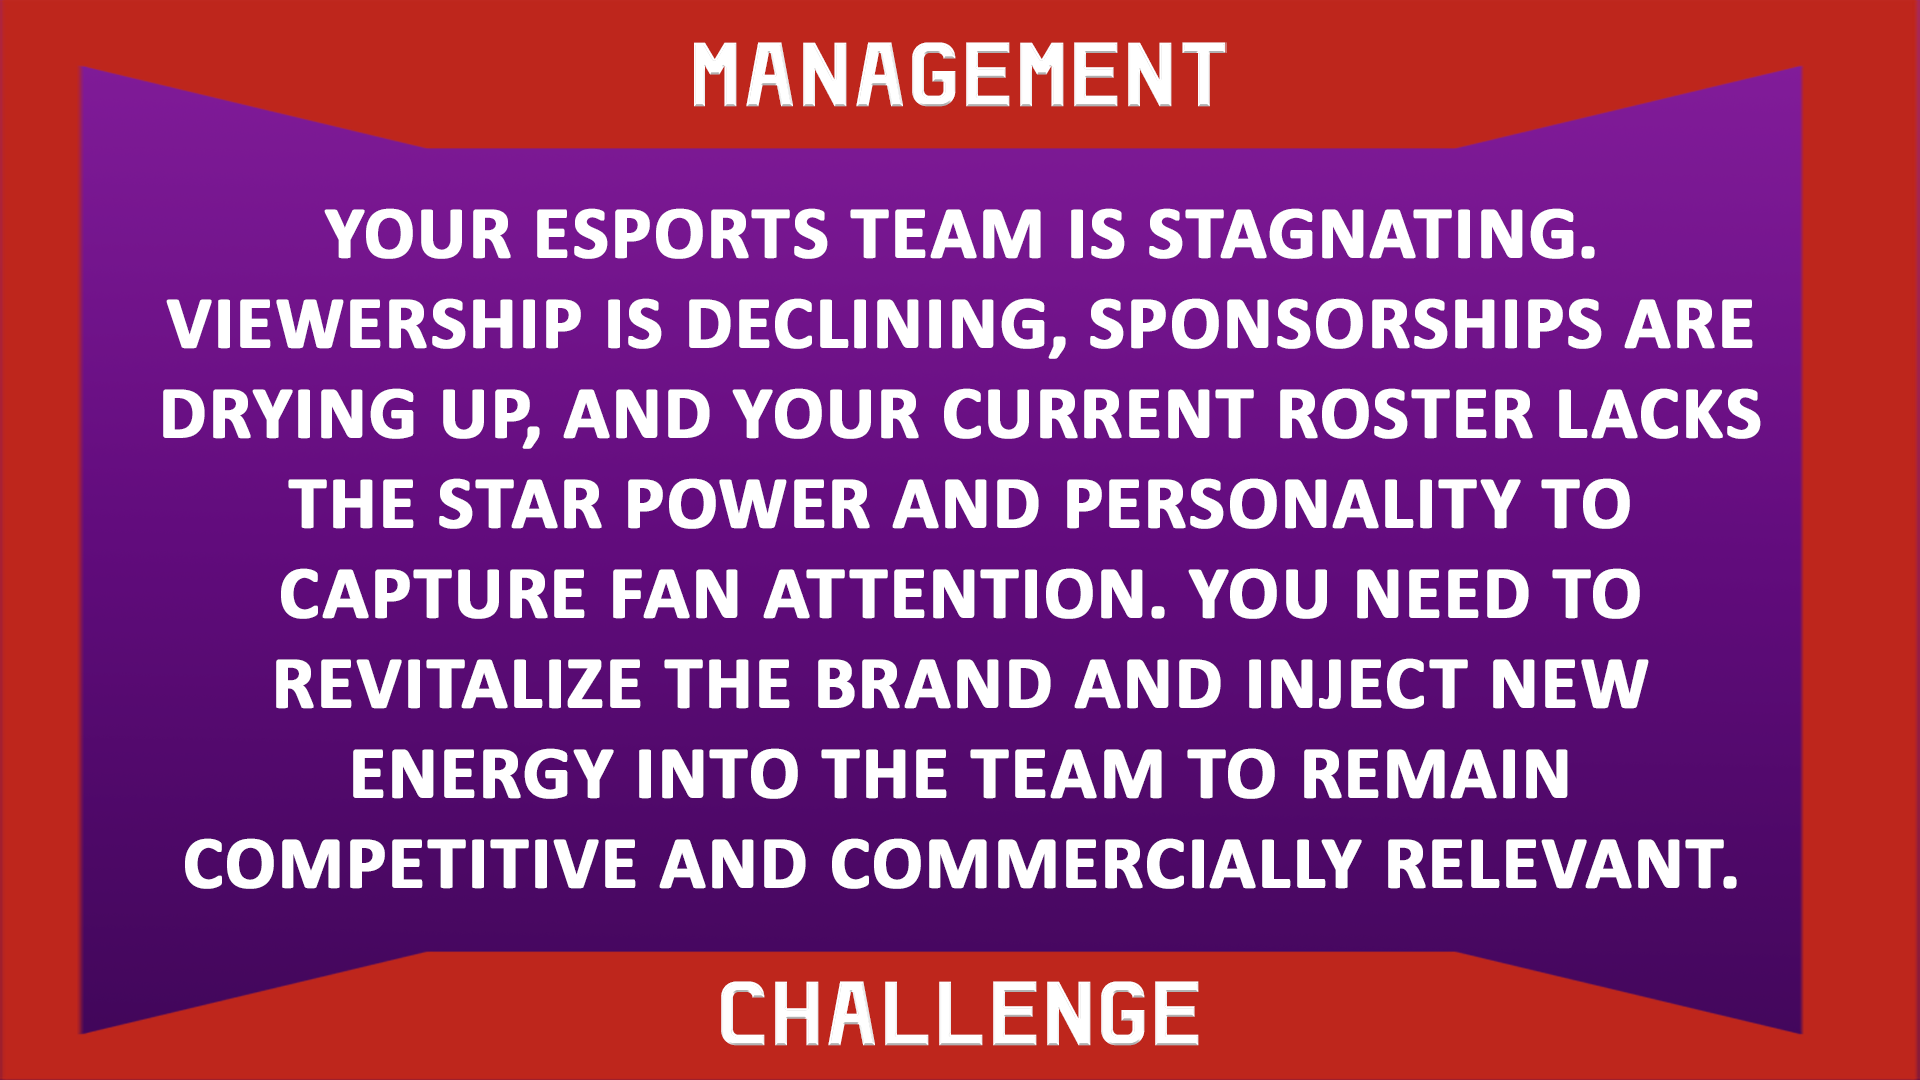 MANAGEMENT
YOUR ESPORTS TEAM IS STAGNATING.
VIEWERSHIP IS DECLINING, SPONSORSHIPS ARE
DRYING UP, AND YOUR CURRENT ROSTER LACKS
THE STAR POWER AND PERSONALITY TO
CAPTURE FAN ATTENTION. YOU NEED TO
REVITALIZE THE BRAND AND INJECT NEW
ENERGY INTO THE TEAM TO REMAIN
COMPETITIVE AND COMMERCIALLY RELEVANT.
CHALLENGE